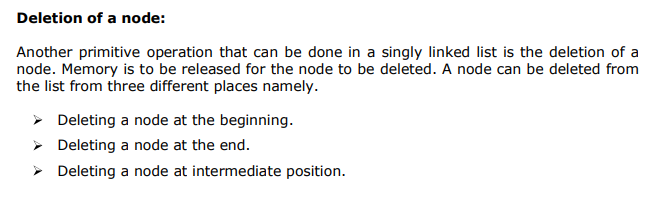 Deletion of a node:
Another primitive operation that can be done in a singly linked list is the deletion of a
node. Memory is to be released for the node to be deleted. A node can be deleted from
the list from three different places namely.
➢ Deleting a node at the beginning.
➢ Deleting a node at the end.
➢ Deleting a node at intermediate position.